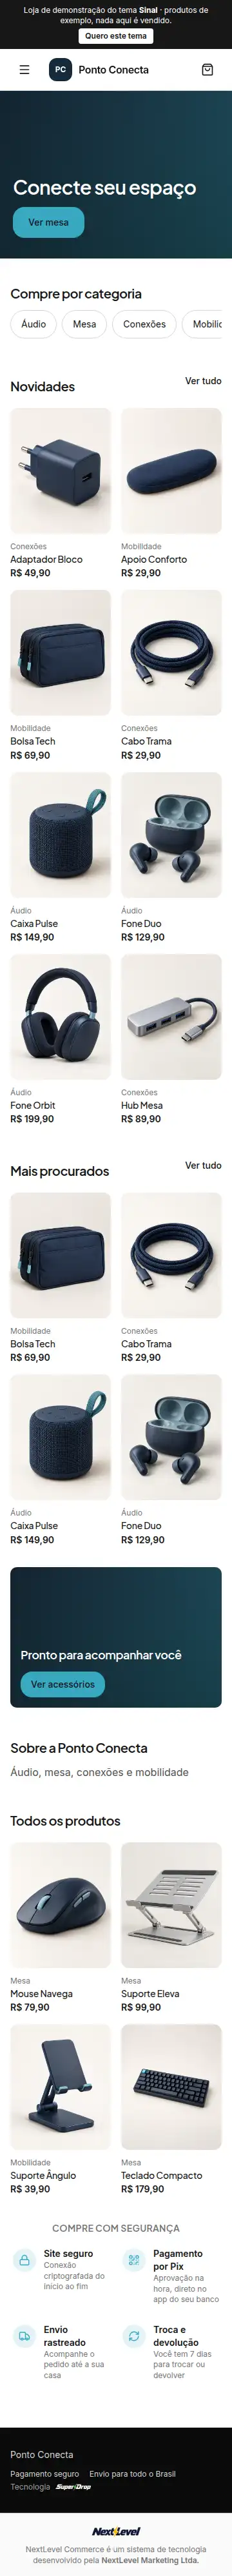 Loja de demonstração do tema Sinal · produtos de
exemplo, nada aqui é vendido.
Quero este tema
PC
Ponto Conecta
Conecte seu espaço
Ver mesa
Compre por categoria
Áudio
Mesa
Conexões
Mobilid
Novidades
Ver tudo
Conexões
Adaptador Bloco
R$ 49,90
Mobilidade
Apoio Conforto
R$ 29,90
Mobilidade
Bolsa Tech
R$ 69,90
Conexões
Cabo Trama
R$ 29,90
Áudio
Caixa Pulse
R$ 149,90
Áudio
Fone Duo
R$ 129,90
Áudio
Fone Orbit
R$ 199,90
Conexões
Hub Mesa
R$ 89,90
Mais procurados
Ver tudo
Mobilidade
Bolsa Tech
R$ 69,90
Conexões
Cabo Trama
R$ 29,90
Áudio
Caixa Pulse
R$ 149,90
Áudio
Fone Duo
R$ 129,90
Pronto para acompanhar você
Ver acessórios
Sobre a Ponto Conecta
Áudio, mesa, conexões e mobilidade
Todos os produtos
Mesa
Mouse Navega
R$ 79,90
Mesa
Suporte Eleva
R$ 99,90
Mobilidade
Suporte Ângulo
R$ 39,90
Mesa
Teclado Compacto
R$ 179,90
COMPRE COM SEGURANÇA
Site seguro
Conexão
criptografada do
início ao fim
Pagamento
por Pix
Aprovação na
hora, direto no
app do seu banco
Envio
rastreado
Acompanhe o
pedido até a sua
casa
Troca e
devolução
Você tem 7 dias
para trocar ou
devolver
Ponto Conecta
Pagamento seguro
Envio para todo o Brasil
Tecnologia SuperDrop
NextLevel
NextLevel Commerce é um sistema de tecnologia
desenvolvido pela NextLevel Marketing Ltda.